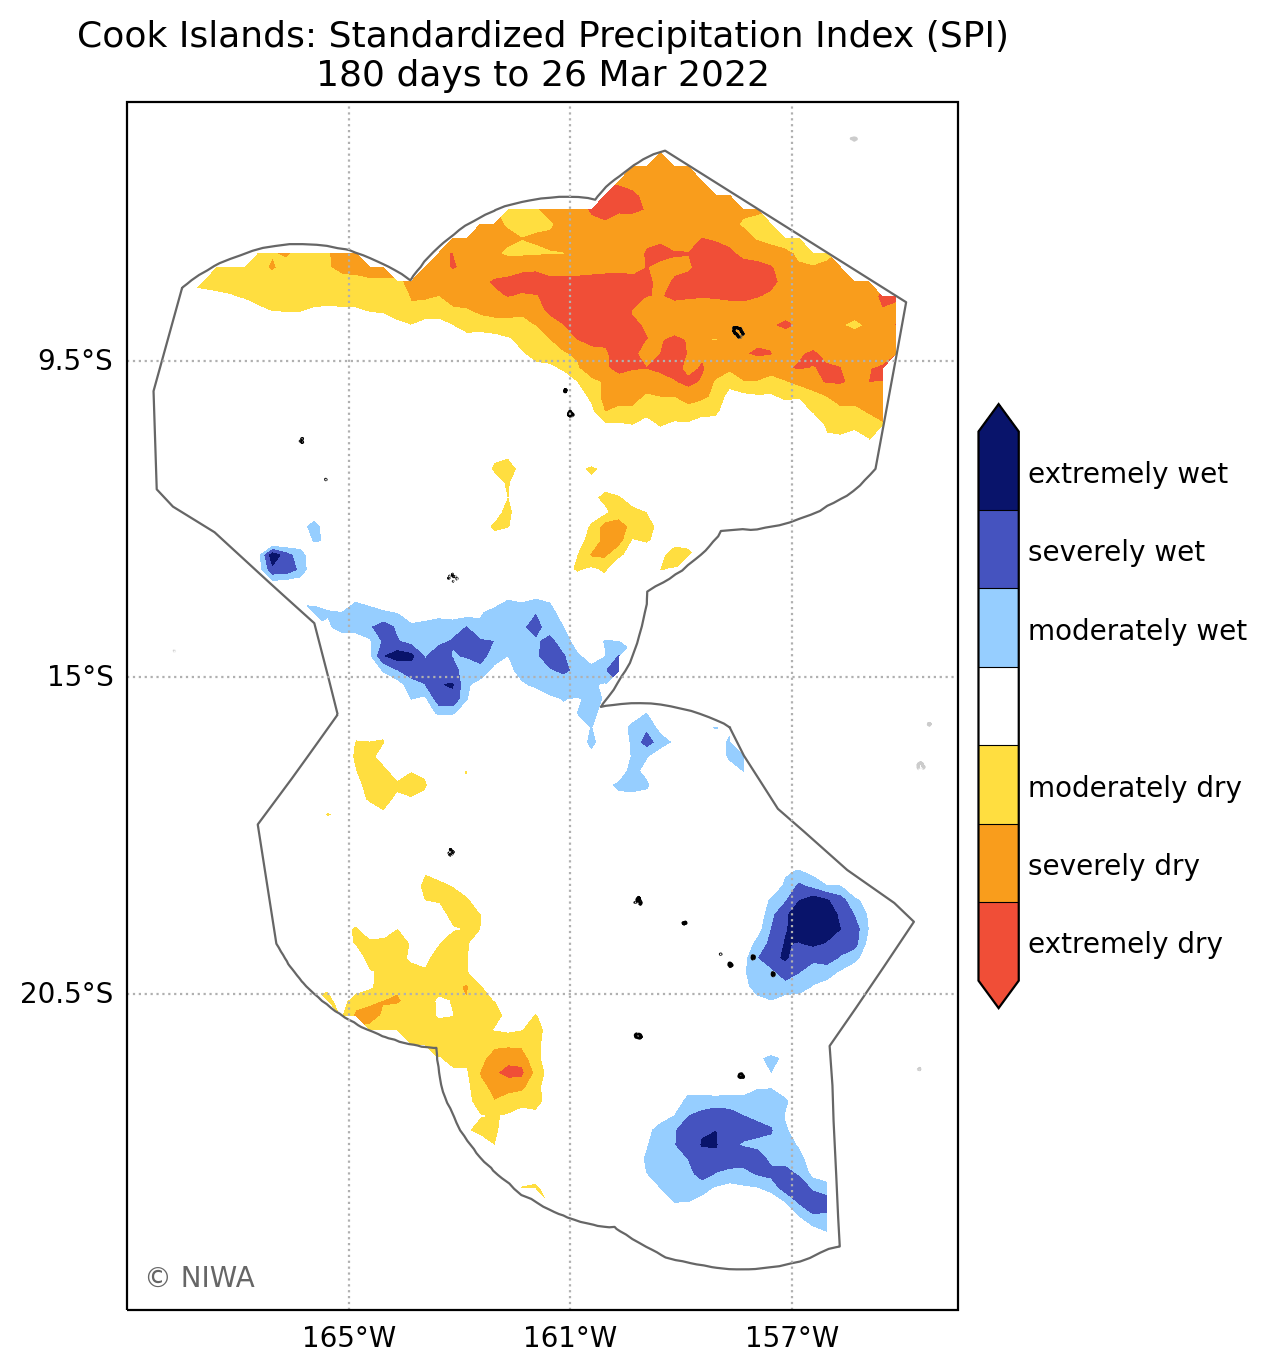 Cook Islands: Standardized Precipitation Index (SPI)
180 days to 26 Mar 2022
9.5°S
15°S
20.5°S
165°W
161°W
157°W
extremely wet
severely wet
moderately wet
moderately dry
severely dry
extremely dry
© NIWA